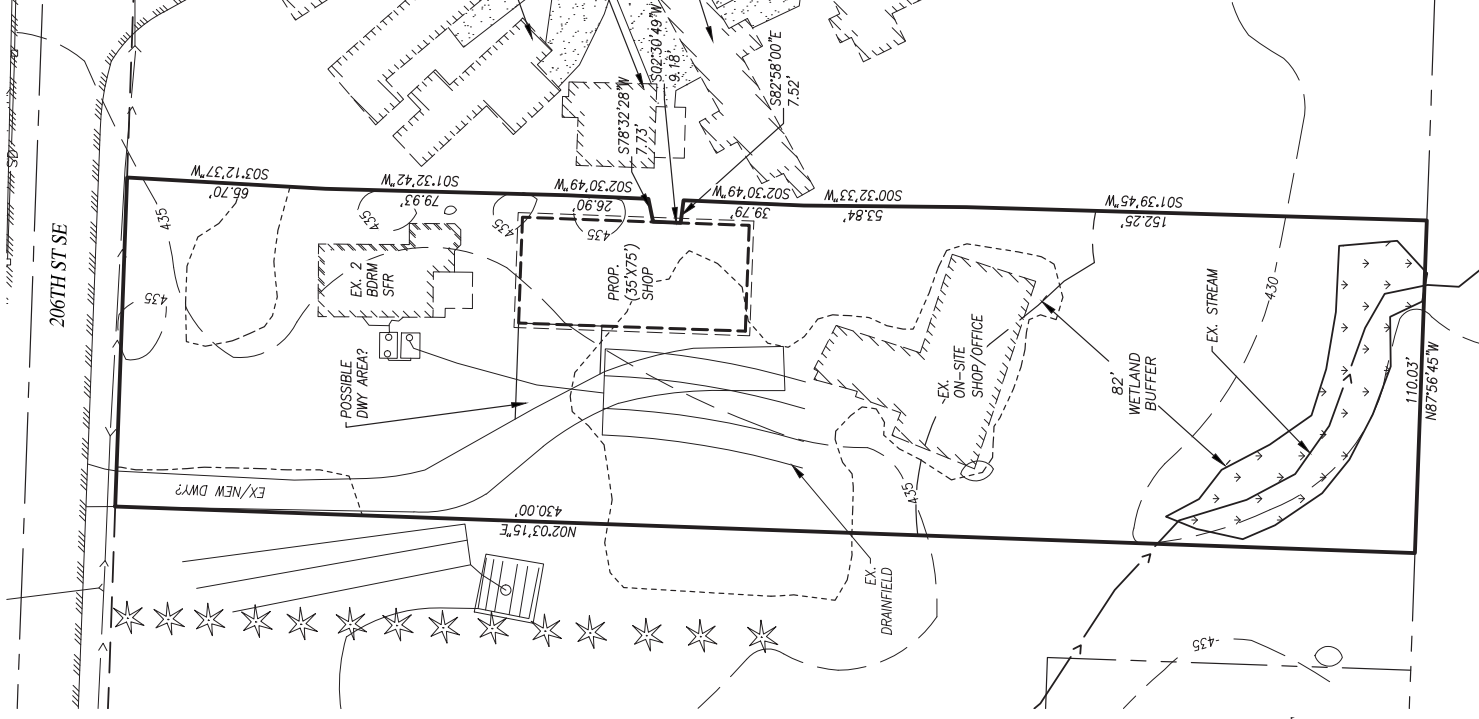 206TH ST SE
SD
S03°12'37"W
66.70'
S01°32'42"W
79.93'
S02°30'49"W
26.90'
S78°32'28"W
7.73'
S02°30'49"W
9.18'
S82°58'00"E
7.52'
S02°30'49"W
39.79'
S00°32'33"W
53.84'
S01°39'45"W
152.25'
435
435
435
435
435
EX. 2
BDRM
SFR
PROP.
(35'X75')
SHOP
POSSIBLE
DWY AREA?
EX/NEW DWY?
EX.
ON-SITE
SHOP/OFFICE
82'
WETLAND
BUFFER
EX. STREAM
430
435
EX.
DRAINFIELD
N02°03'15"E
430.00'
110.03'
N87°56'45"W
435